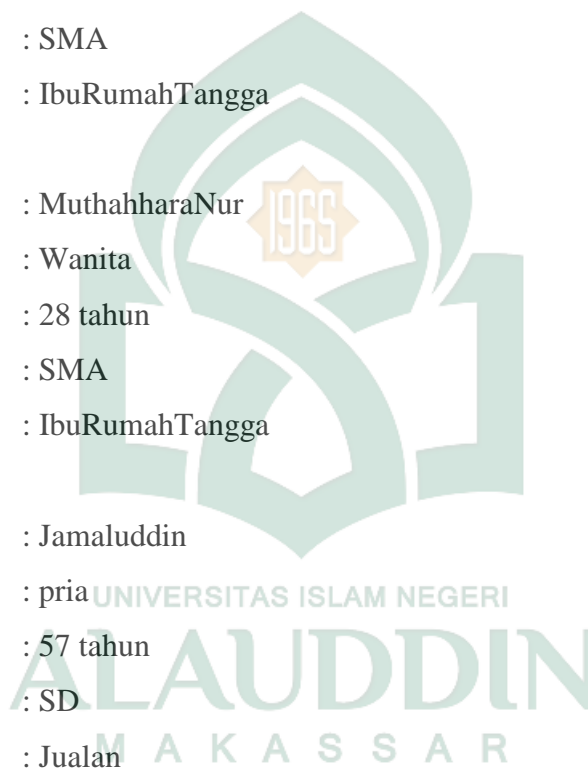 : SMA
: IbuRumahTangga
: MuthahharaNur
1965
: Wanita
: 28 tahun
: SMA
: IbuRumahTangga
: Jamaluddin
: pria
UNIVERSITAS ISLAM NEGERI
: 57 tahun
ALAUDDIN
: SD
: Jualan
MAKASSAR